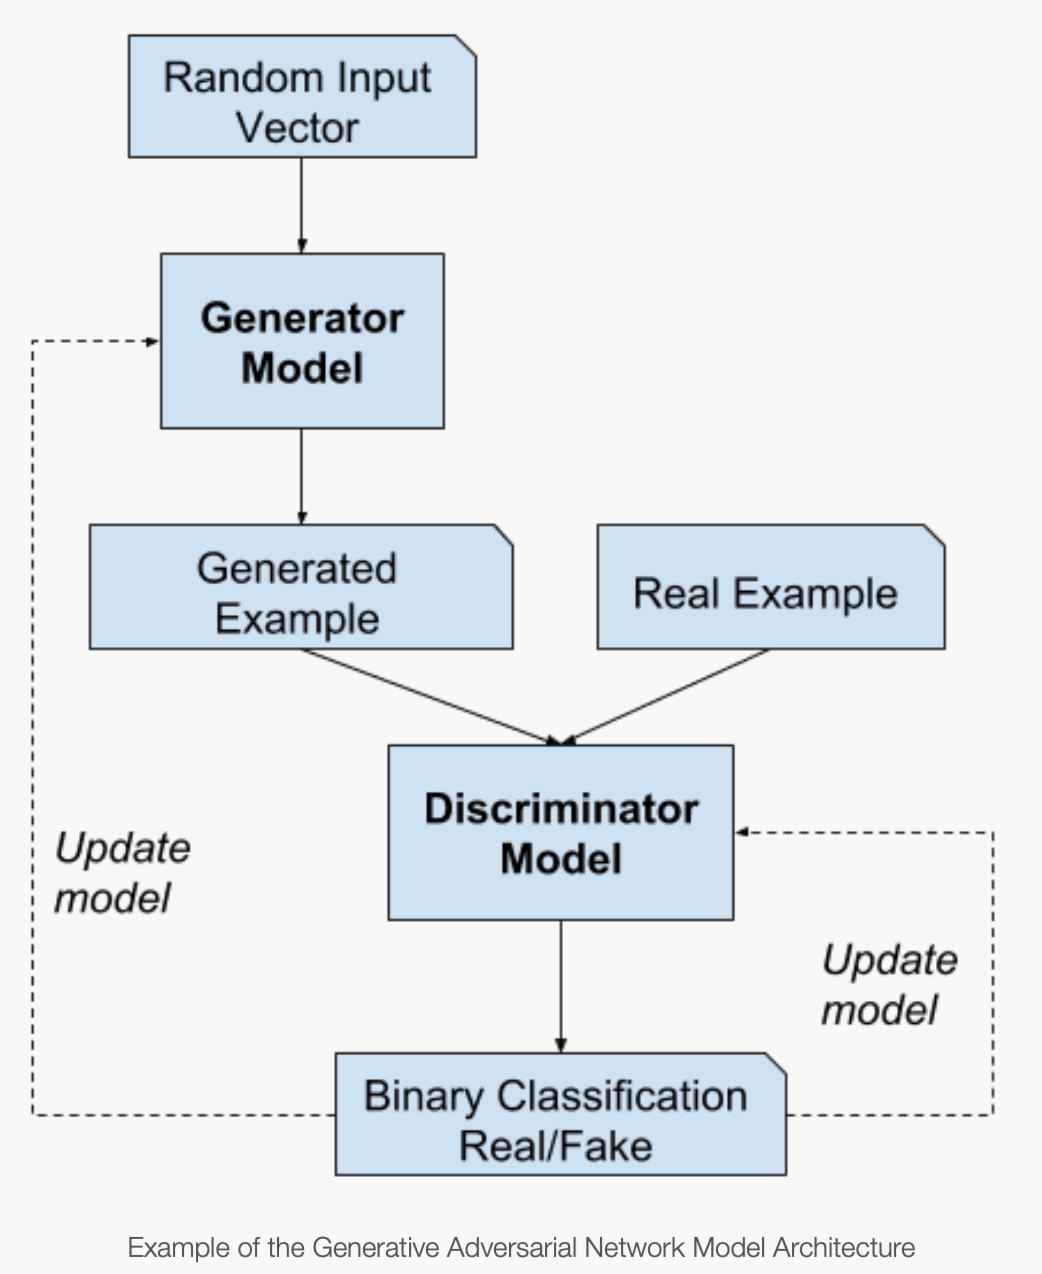 Random Input
Vector
Generator
Model
Generated
Example
Real Example
Discriminator
Model
Update
model
Update
model
Binary Classification
Real/Fake
Example of the Generative Adversarial Network Model Architecture